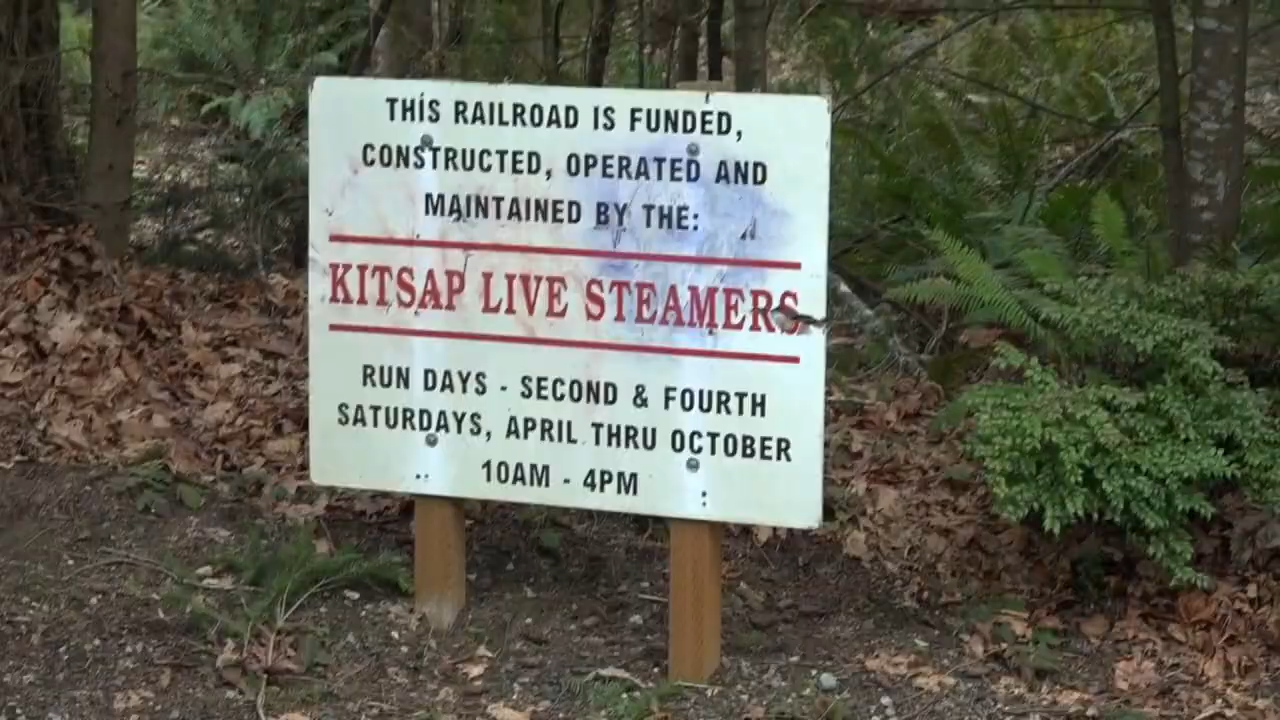 THIS RAILROAD IS FUNDED,
CONSTRUCTED, OPERATED AND
MAINTAINED BY THE:
KITSAP LIVE STEAMERS
RUN DAYS - SECOND & FOURTH
SATURDAYS, APRIL THRU OCTOBER
10AM - 4PM